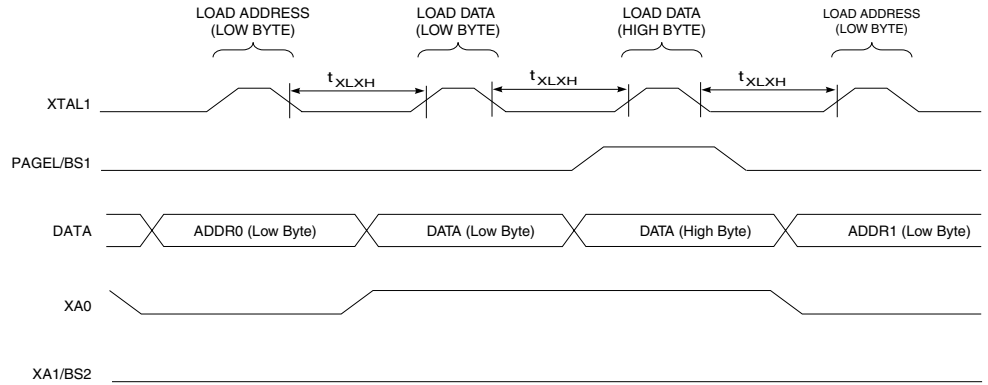 LOAD ADDRESS
(LOW BYTE)
LOAD DATA
(LOW BYTE)
LOAD DATA
(HIGH BYTE)
LOAD ADDRESS
(LOW BYTE)
tXLXH
tXLXH
tXLXH
XTAL1
PAGEL/BS1
DATA
ADDR0 (Low Byte)
DATA (Low Byte)
DATA (High Byte)
ADDR1 (Low Byte)
XA0
XA1/BS2